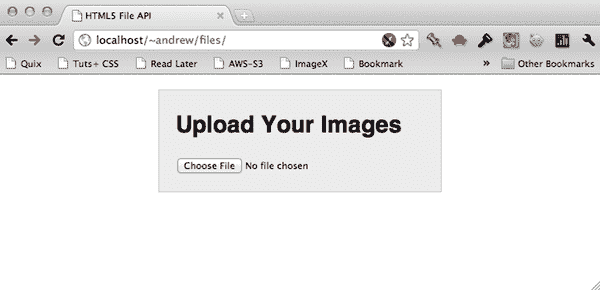 HTML5 File API
localhost/~andrew/files/
Quix Tuts+ CSS Read Later AWS-S3 ImageX Bookmark » Other Bookmarks
Upload Your Images
Choose File No file chosen